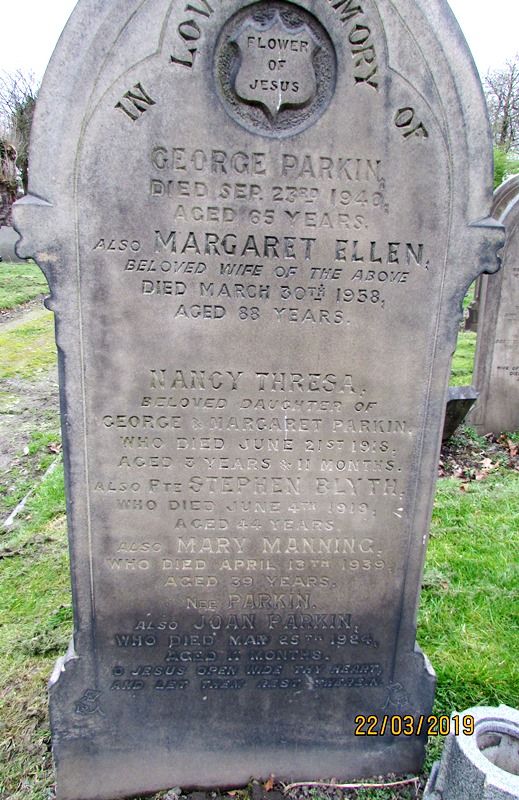 IN LOVING MEMORY OF
FLOWER
OF
JESUS
GEORGE PARKIN,
DIED SEP. 23RD 1940,
AGED 65 YEARS.
ALSO MARGARET ELLEN,
BELOVED WIFE OF THE ABOVE
DIED MARCH 30TH 1958,
AGED 88 YEARS.
NANCY THRESA,
BELOVED DAUGHTER OF
GEORGE & MARGARET PARKIN.
WHO DIED JUNE 21ST 1918.
AGED 3 YEARS & 11 MONTHS.
ALSO PTE STEPHEN BLYTH,
WHO DIED JUNE 4TH 1919,
AGED 44 YEARS.
ALSO MARY MANNING,
WHO DIED APRIL 13TH 1939,
AGED 39 YEARS.
NEE PARKIN.
ALSO JOAN PARKIN,
WHO DIED MAR 25TH 1924,
AGED MONTHS.
O JESUS OPEN WIDE THY HEART,
AND LET THEM REST THEREIN.
22/03/2019